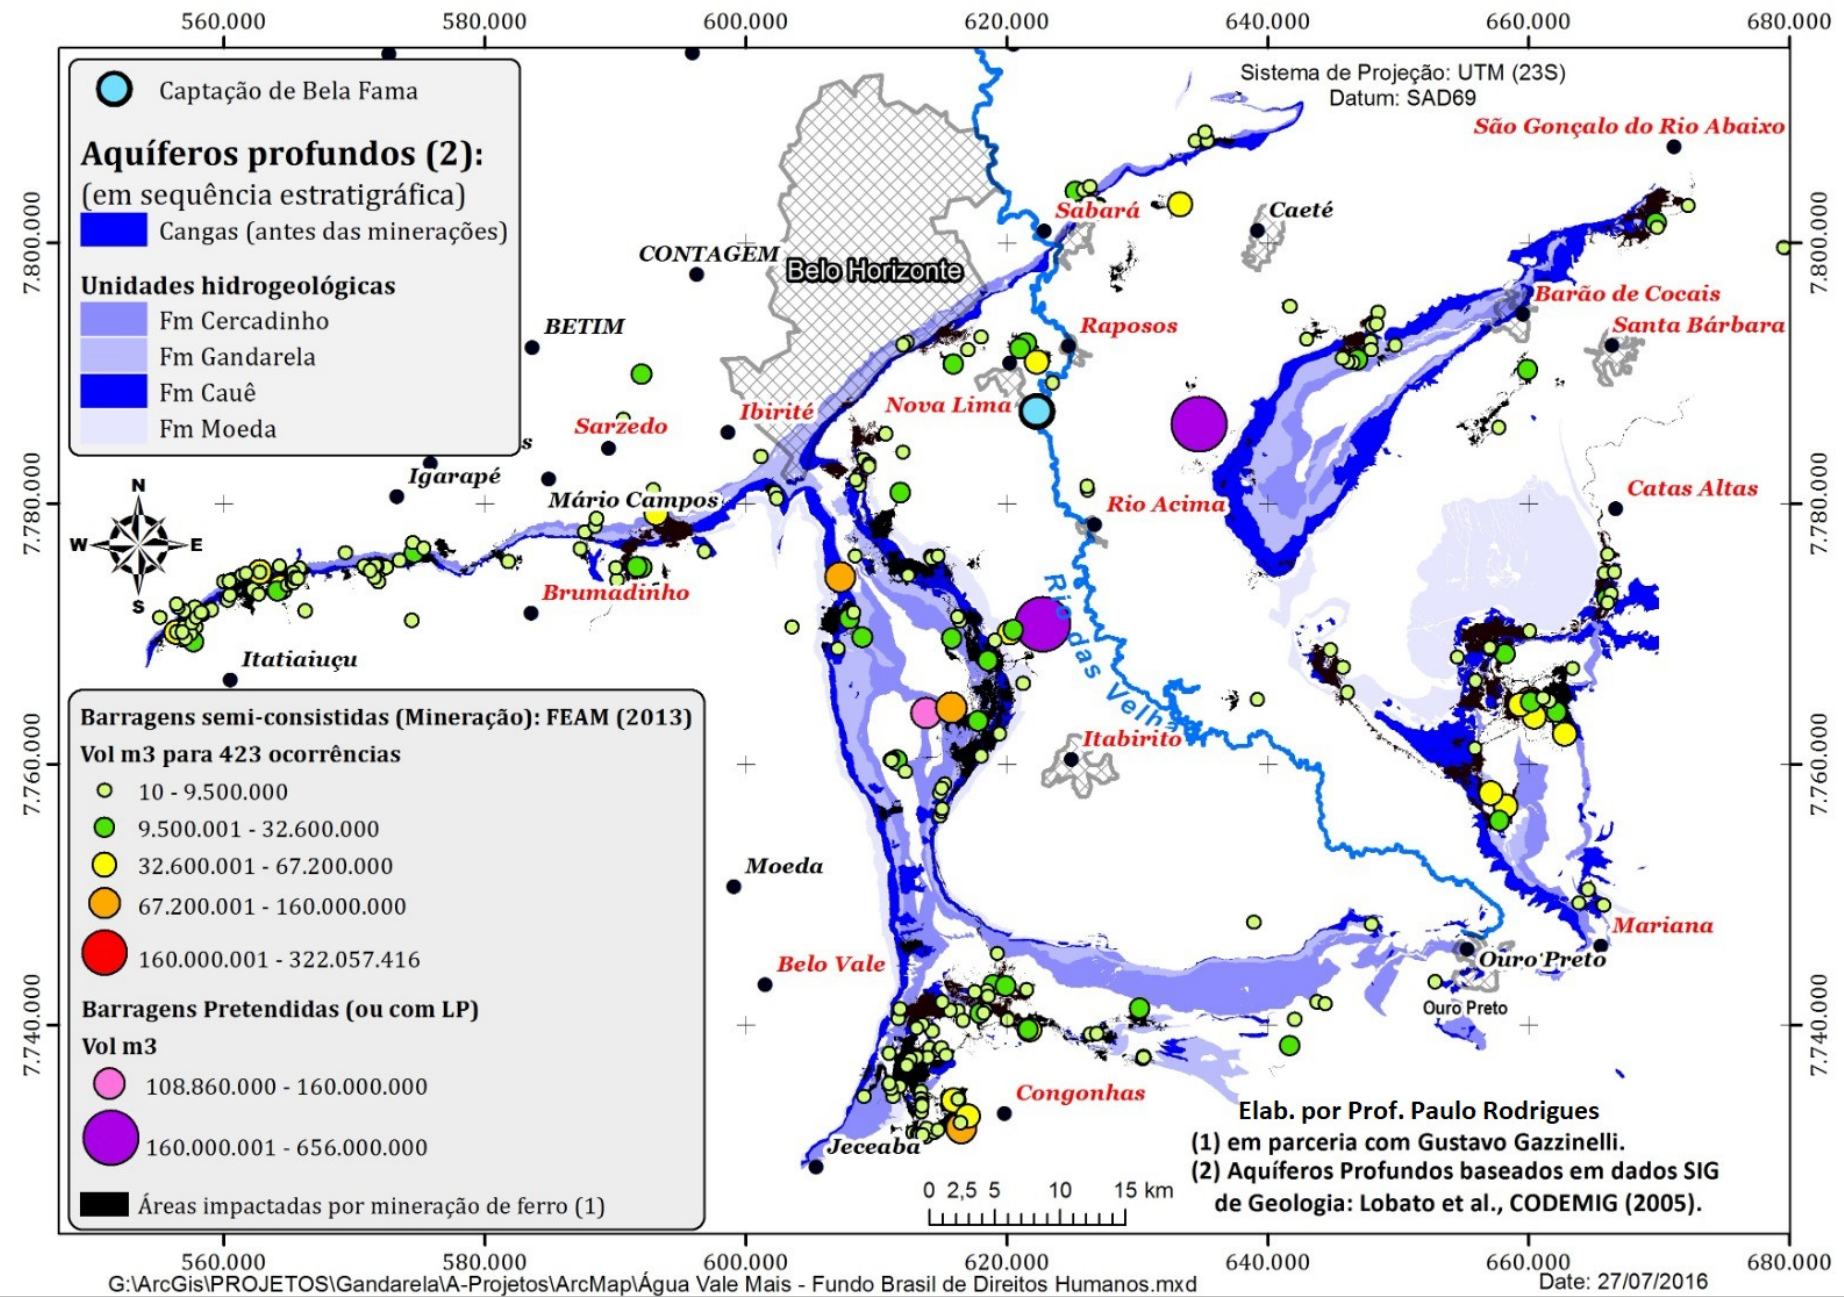 560.000 580.000 600.000 620.000 640.000 660.000 680.000
Captação de Bela Fama
Aquíferos profundos (2):
(em sequência estratigráfica)
Cangas (antes das minerações)
Unidades hidrogeológicas
Fm Cercadinho
Fm Gandarela
Fm Cauê
Fm Moeda
Sistema de Projeção: UTM (23S)
Datum: SAD69
São Gonçalo do Rio Abaixo
Sabará
Caeté
CONTAGEM
Belo Horizonte
BETIM
Barão de Cocais
Raposos
Santa Bárbara
Nova Lima
Ibirité
Sarzedo
s
Igarapé
Mário Campos
Rio Acima
Catas Altas
N
W
E
S
Brumadinho
Rio das Velhas
Itatiaiuçu
Itabirito
Moeda
Belo Vale
Mariana
Ouro Preto
Ouro Preto
Congonhas
Jeceaba
7.800.000
7.780.000
7.760.000
7.740.000
7.800.000
7.780.000
7.760.000
7.740.000
Barragens semi-consistidas (Mineração): FEAM (2013)
Vol m3 para 423 ocorrências
10 - 9.500.000
9.500.001 - 32.600.000
32.600.001 - 67.200.000
67.200.001 - 160.000.000
160.000.001 - 322.057.416
Barragens Pretendidas (ou com LP)
Vol m3
108.860.000 - 160.000.000
160.000.001 - 656.000.000
Áreas impactadas por mineração de ferro (1)
0 2,5 5 10 15 km
Elab. por Prof. Paulo Rodrigues
(1) em parceria com Gustavo Gazzinelli.
(2) Aquíferos Profundos baseados em dados SIG
de Geologia: Lobato et al., CODEMIG (2005).
560.000 580.000 600.000 620.000 640.000 660.000 680.000
G:\ArcGis\PROJETOS\Gandarela\A-Projetos\ArcMap\Água Vale Mais - Fundo Brasil de Direitos Humanos.mxd
Date: 27/07/2016